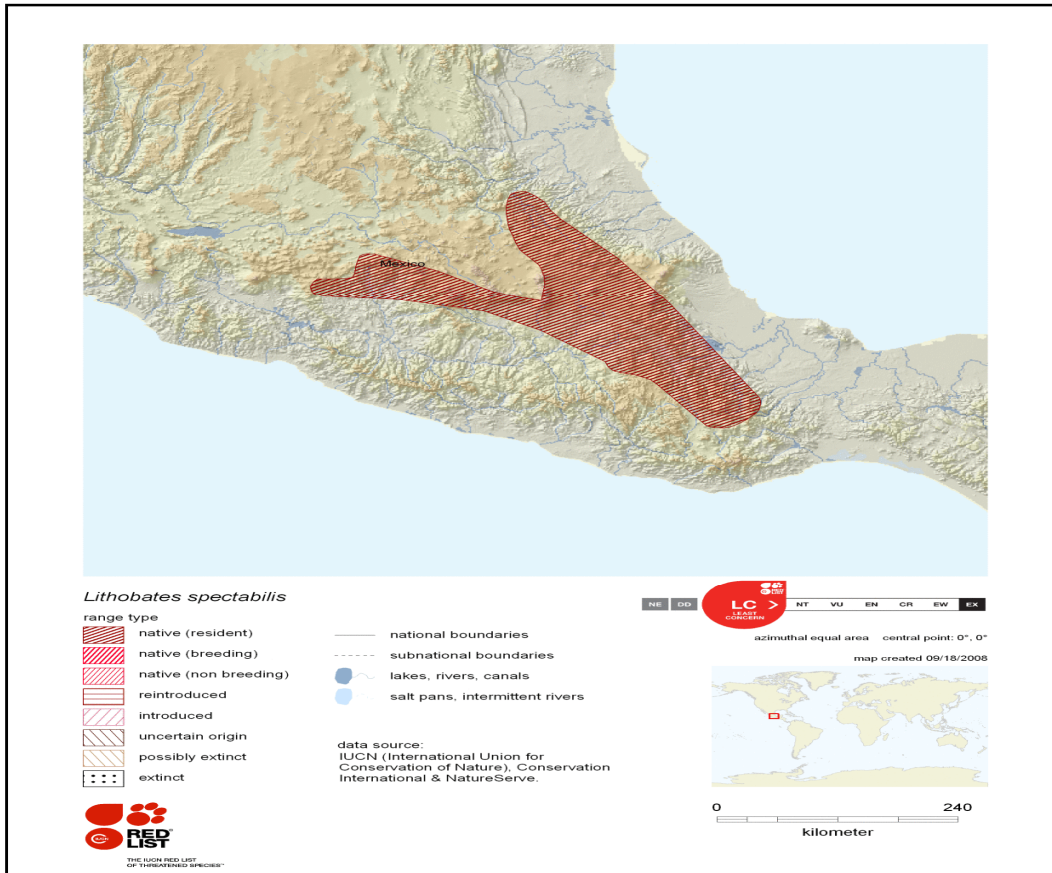 Mexico
Lithobates spectabilis
range type
native (resident)
native (breeding)
native (non breeding)
reintroduced
introduced
uncertain origin
possibly extinct
extinct
national boundaries
subnational boundaries
lakes, rivers, canals
salt pans, intermittent rivers
data source:
IUCN (International Union for
Conservation of Nature), Conservation
International & NatureServe.
NE DD LC > NT VU EN CR EW EX
LEAST
CONCERN
azimuthal equal area central point: 0°, 0°
map created 09/18/2008
0 240
kilometer
IUCN
RED
LIST
THE IUCN RED LIST
OF THREATENED SPECIES™